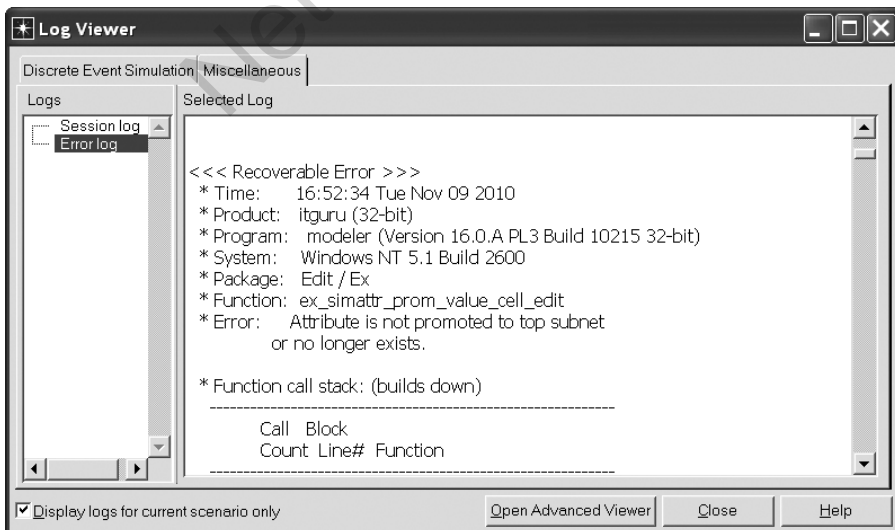 Log Viewer
Discrete Event Simulation Miscellaneous
Logs
Selected Log
Session log
Error log
<<< Recoverable Error >>>
* Time: 16:52:34 Tue Nov 09 2010
* Product: itguru (32-bit)
* Program: modeler (Version 16.0.A PL3 Build 10215 32-bit)
* System: Windows NT 5.1 Build 2600
* Package: Edit / Ex
* Function: ex_simattr_prom_value_cell_edit
* Error: Attribute is not promoted to top subnet
or no longer exists.
* Function call stack: (builds down)
------------------------------------------------------------
Call Block
Count Line# Function
------------------------------------------------------------
Display logs for current scenario only
Open Advanced Viewer
Close
Help